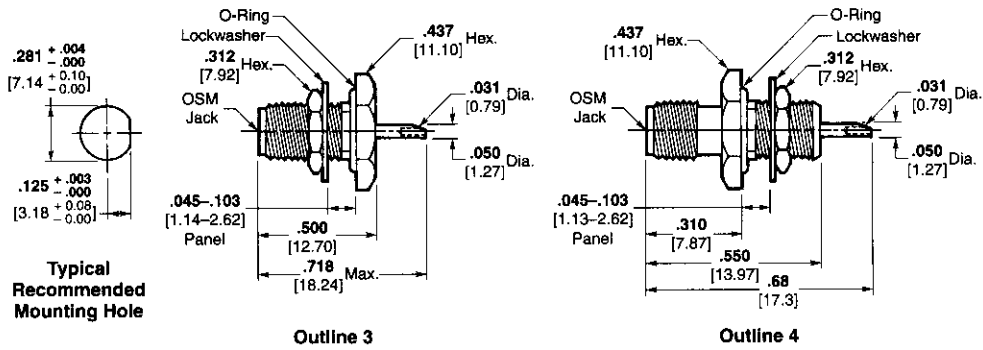 .281 + .004
- .000
[7.14 + 0.10
- 0.00]
.125 + .003
- .000
[3.18 + 0.08
- 0.00]
Typical
Recommended
Mounting Hole
O-Ring
Lockwasher
.312
[7.92] Hex.
.437
[11.10] Hex.
OSM
Jack
.031
[0.79] Dia.
.050
[1.27] Dia.
.045–.103
[1.14–2.62]
Panel
.500
[12.70]
.718
[18.24] Max.
Outline 3
O-Ring
Lockwasher
.437
[11.10] Hex.
.312
[7.92] Hex.
OSM
Jack
.031
[0.79] Dia.
.050
[1.27] Dia.
.045–.103
[1.13–2.62]
Panel
.310
[7.87]
.550
[13.97]
.68
[17.3]
Outline 4